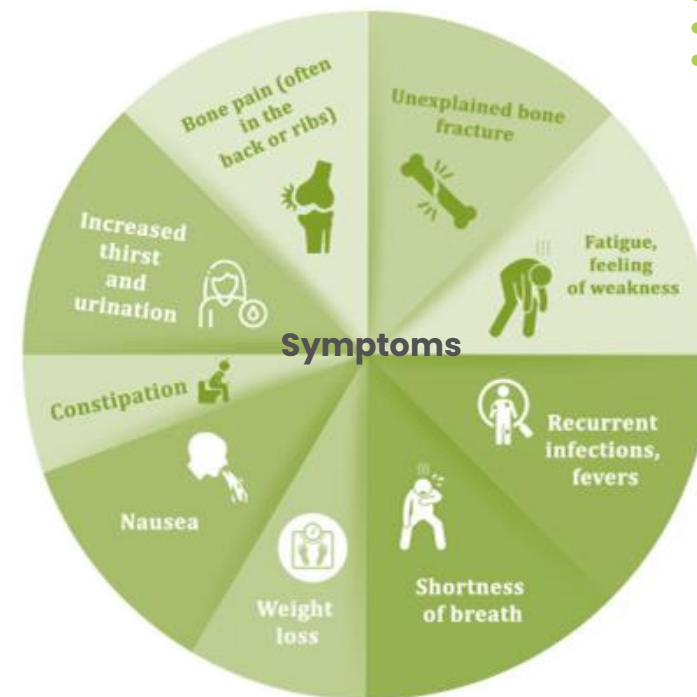 Symptoms
Unexplained bone
fracture
Fatigue,
feeling
of weakness
Recurrent
infections,
fevers
Shortness
of breath
Weight
loss
Nausea
Constipation
Increased
thirst
and
urination
Bone pain (often
in the
back or ribs)